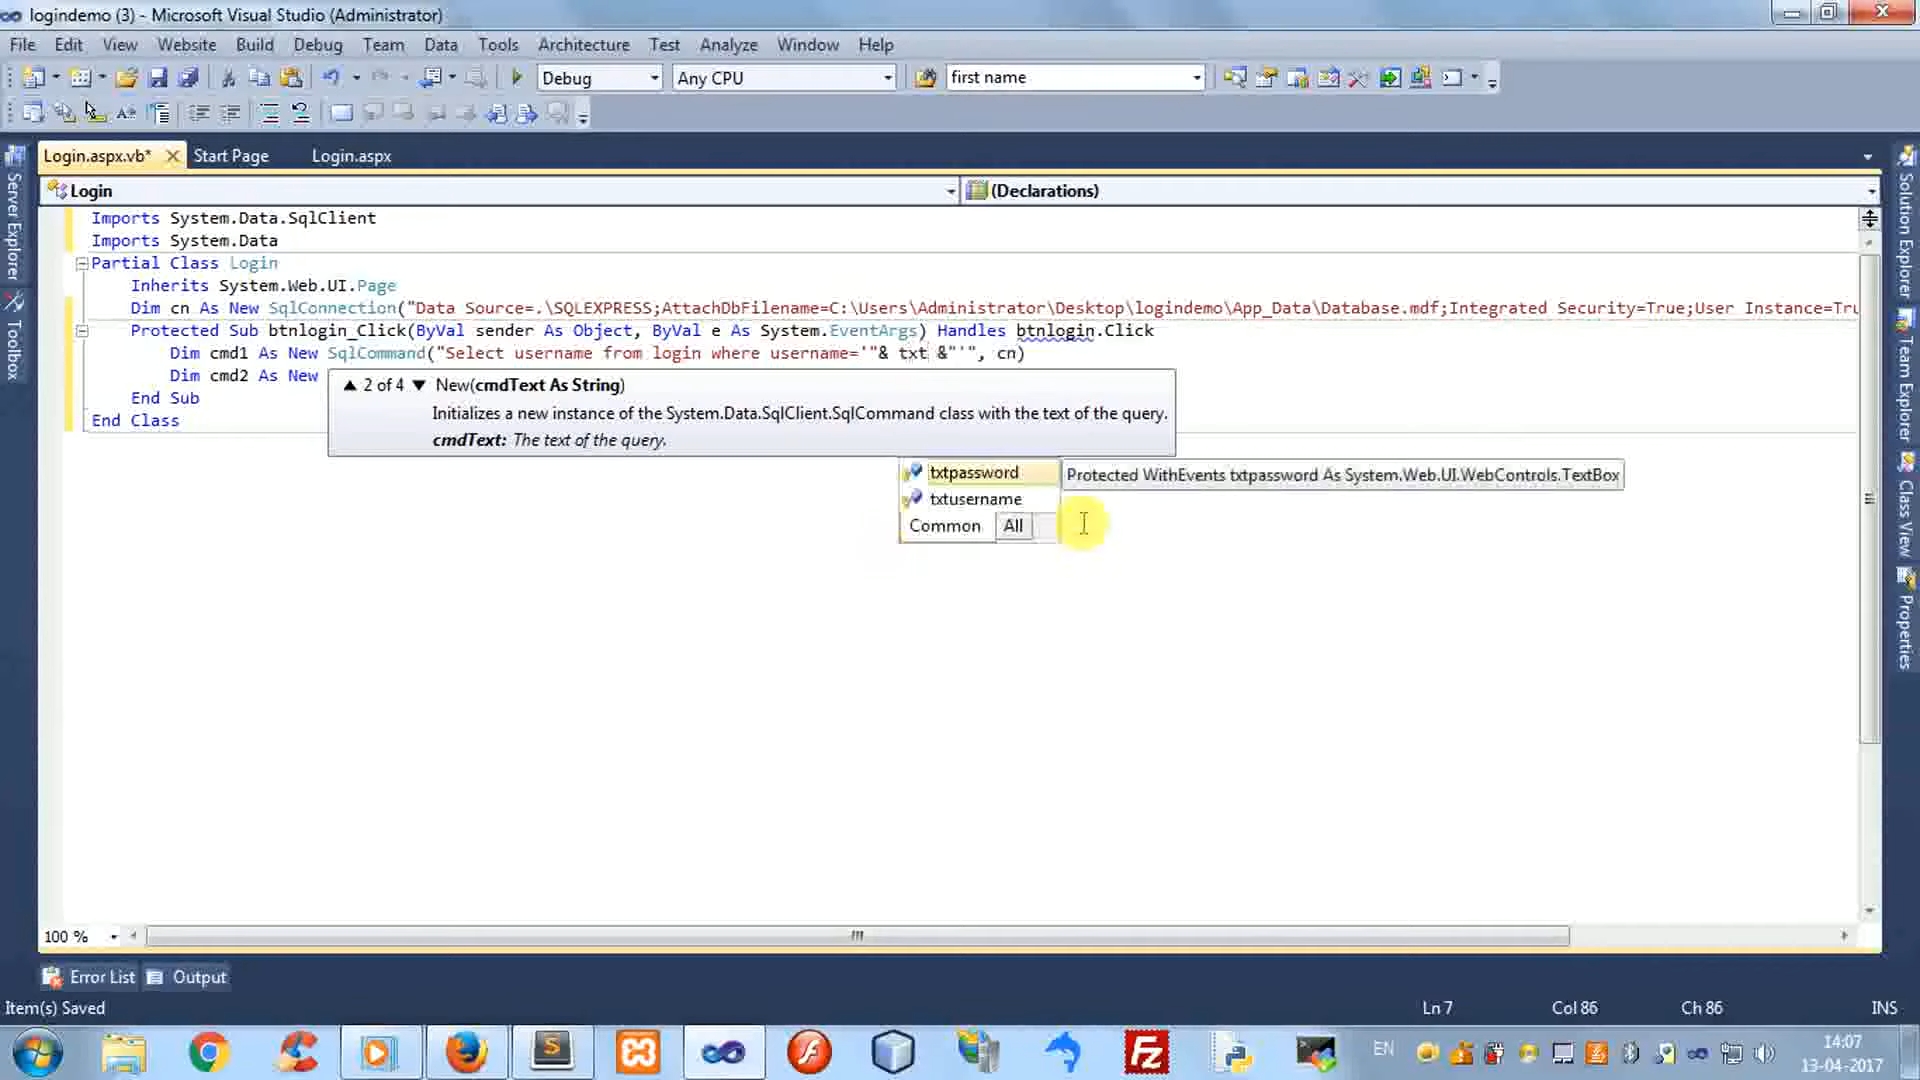 logindemo (3) - Microsoft Visual Studio (Administrator)
File Edit View Website Build Debug Team Data Tools Architecture Test Analyze Window Help
Debug Any CPU first name
Login.aspx.vb* Start Page Login.aspx
Login (Declarations)
Imports System.Data.SqlClient
Imports System.Data
Partial Class Login
Inherits System.Web.UI.Page
Dim cn As New SqlConnection("Data Source=.\SQLEXPRESS;AttachDbFilename=C:\Users\Administrator\Desktop\logindemo\App_Data\Database.mdf;Integrated Security=True;User Instance=Tru
Protected Sub btnlogin_Click(ByVal sender As Object, ByVal e As System.EventArgs) Handles btnlogin.Click
Dim cmd1 As New SqlCommand("Select username from login where username='"& txt &"'", cn)
Dim cmd2 As New
End Sub
End Class
2 of 4 New(cmdText As String)
Initializes a new instance of the System.Data.SqlClient.SqlCommand class with the text of the query.
cmdText: The text of the query.
txtpassword
txtusername
Common All
Protected WithEvents txtpassword As System.Web.UI.WebControls.TextBox
Server Explorer
Toolbox
Solution Explorer
Team Explorer
Class View
Properties
100 %
Error List Output
Item(s) Saved Ln 7 Col 86 Ch 86 INS
EN
14:07
13-04-2017